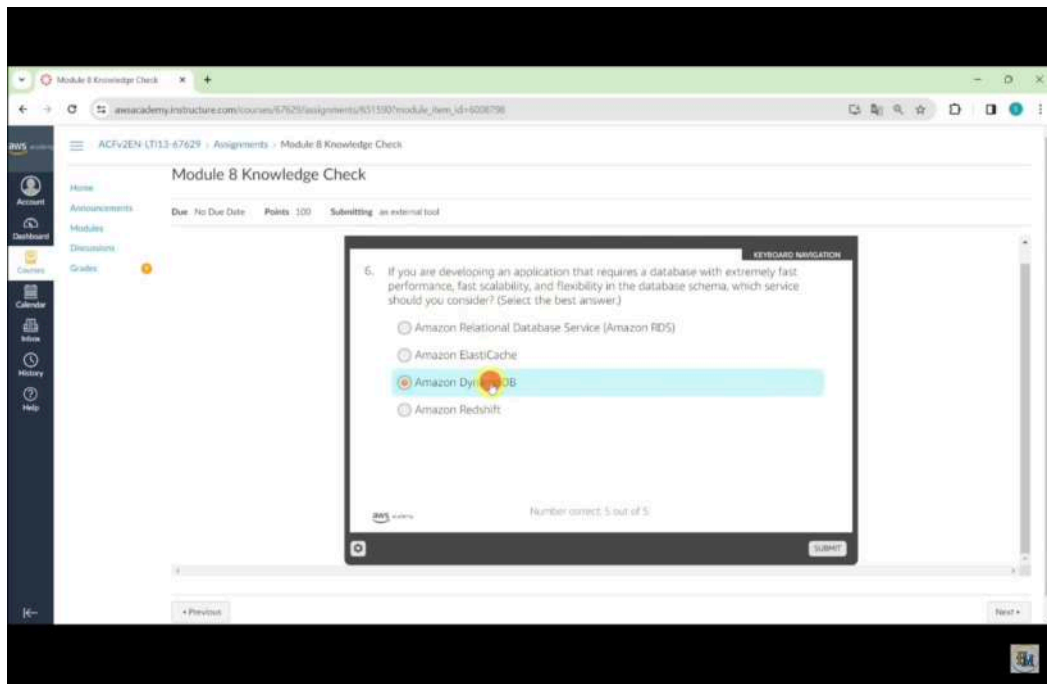 Module 8 Knowledge Check
awsacademy.instructure.com/courses/67629/assignments/651590?module_item_id=6008798
aws academy
ACFv2EN-LTI13-67629 › Assignments › Module 8 Knowledge Check
Account
Dashboard
Courses
Calendar
Inbox
History
Help
Home
Announcements
Modules
Discussions
Grades
Module 8 Knowledge Check
Due No Due Date Points 100 Submitting an external tool
KEYBOARD NAVIGATION
6. If you are developing an application that requires a database with extremely fast
performance, fast scalability, and flexibility in the database schema, which service
should you consider? (Select the best answer.)
Amazon Relational Database Service (Amazon RDS)
Amazon ElastiCache
Amazon DynamoDB
Amazon Redshift
aws academy
Number correct: 5 out of 5
SUBMIT
Previous
Next